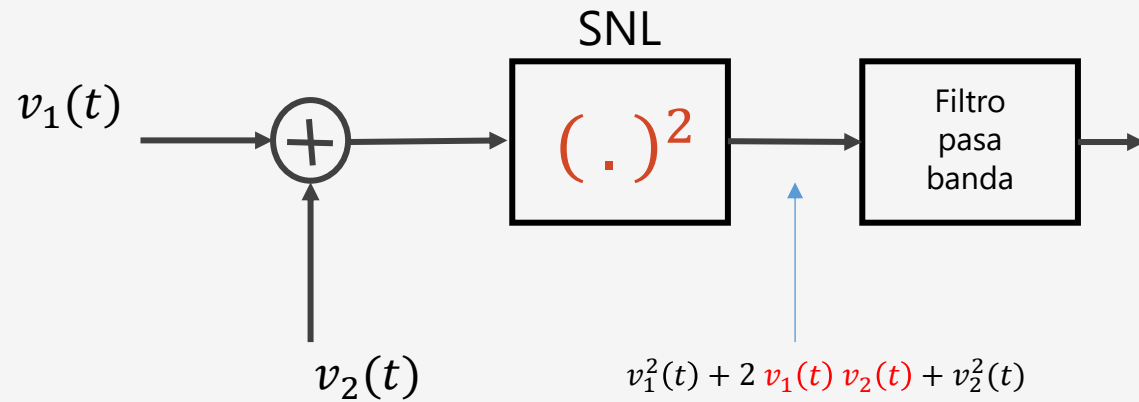 SNL
v₁(t)
+
( . )²
Filtro
pasa
banda
v₂(t)
v₁²(t) + 2 v₁(t) v₂(t) + v₂²(t)